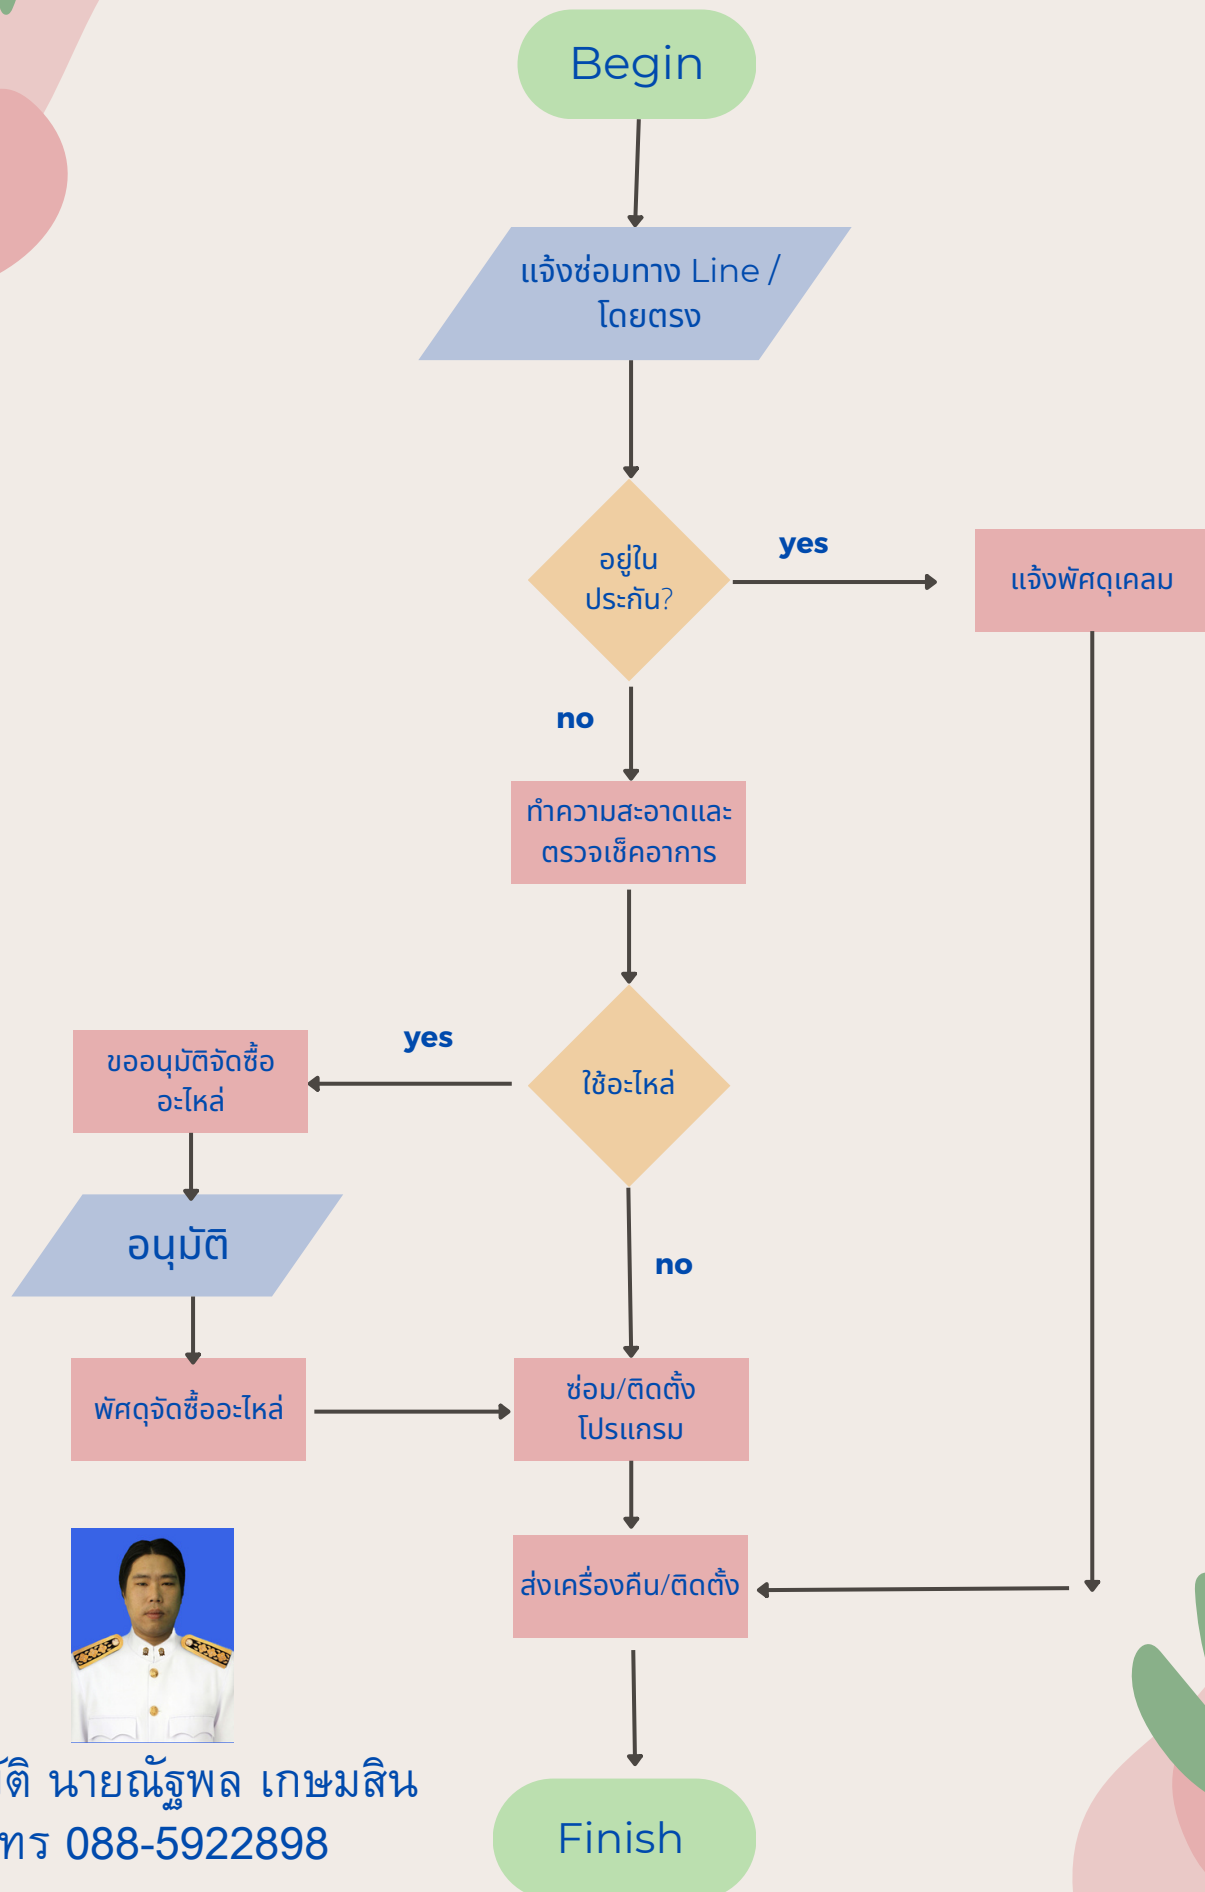 Begin
แจ้งซ่อมทาง Line /
โดยตรง
อยู่ใน
ประกัน?
yes
แจ้งพัศดุเคลม
no
ทำความสะอาดและ
ตรวจเช็คอาการ
ใช้อะไหล่
yes
ขออนุมัติจัดซื้อ
อะไหล่
อนุมัติ
no
พัศดุจัดซื้ออะไหล่
ซ่อม/ติดตั้ง
โปรแกรม
ส่งเครื่องคืน/ติดตั้ง
นายณัฐพล เกษมสิน
088-5922898
Finish